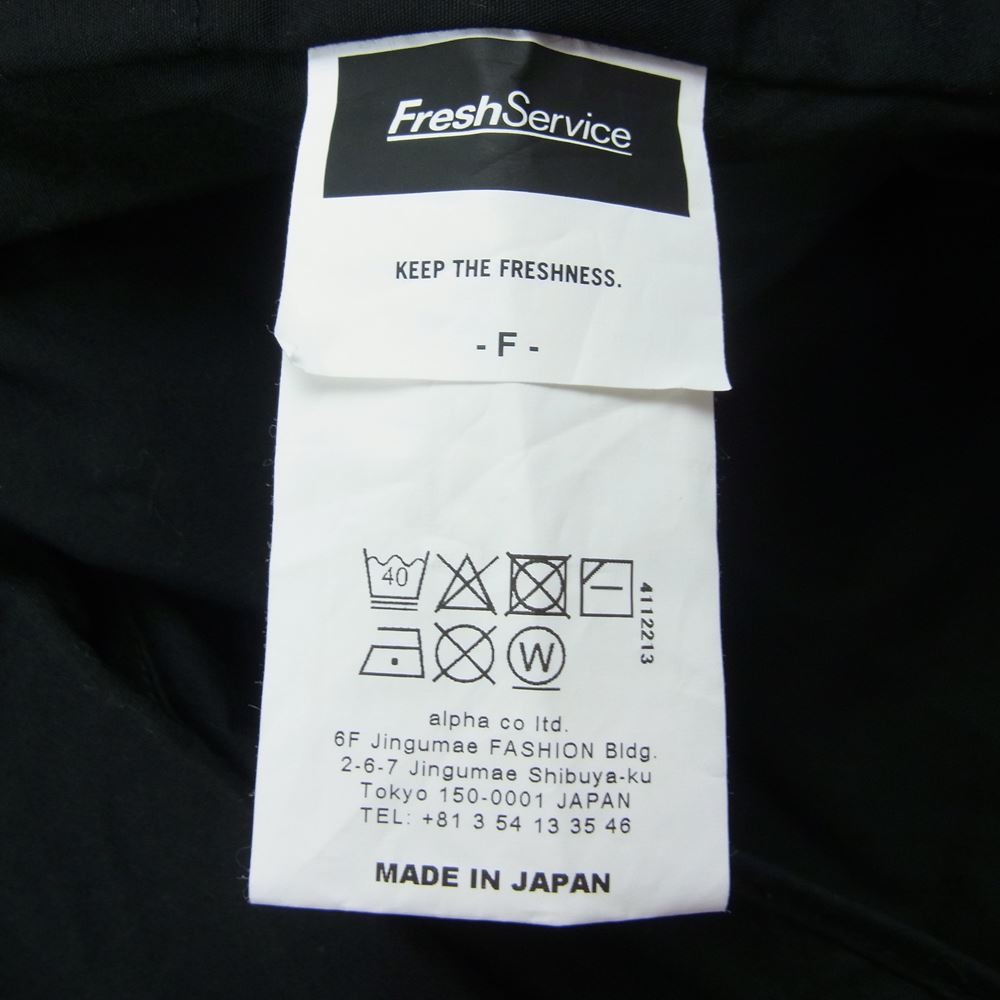 FreshService
KEEP THE FRESHNESS.
- F -
40
4112213
W
alpha co ltd.
6F Jingumae FASHION Bldg.
2-6-7 Jingumae Shibuya-ku
Tokyo 150-0001 JAPAN
TEL: +81 3 54 13 35 46
MADE IN JAPAN